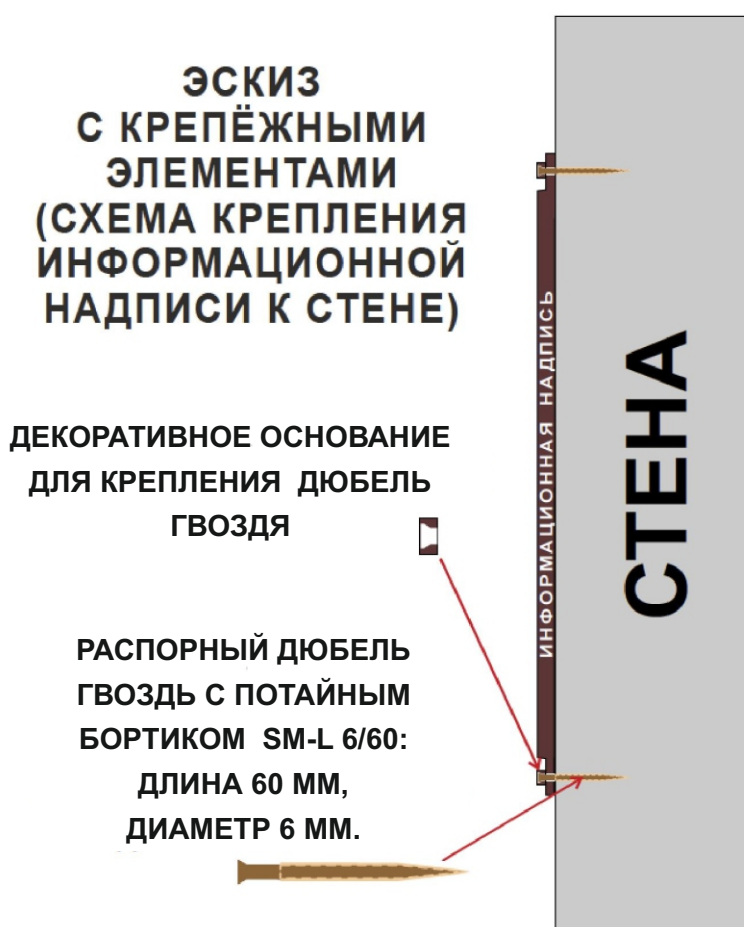 ЭСКИЗ
С КРЕПЁЖНЫМИ
ЭЛЕМЕНТАМИ
(СХЕМА КРЕПЛЕНИЯ
ИНФОРМАЦИОННОЙ
НАДПИСИ К СТЕНЕ)
ДЕКОРАТИВНОЕ ОСНОВАНИЕ
ДЛЯ КРЕПЛЕНИЯ ДЮБЕЛЬ
ГВОЗДЯ
РАСПОРНЫЙ ДЮБЕЛЬ
ГВОЗДЬ С ПОТАЙНЫМ
БОРТИКОМ SM-L 6/60:
ДЛИНА 60 ММ,
ДИАМЕТР 6 ММ.
ИНФОРМАЦИОННАЯ НАДПИСЬ
СТЕНА